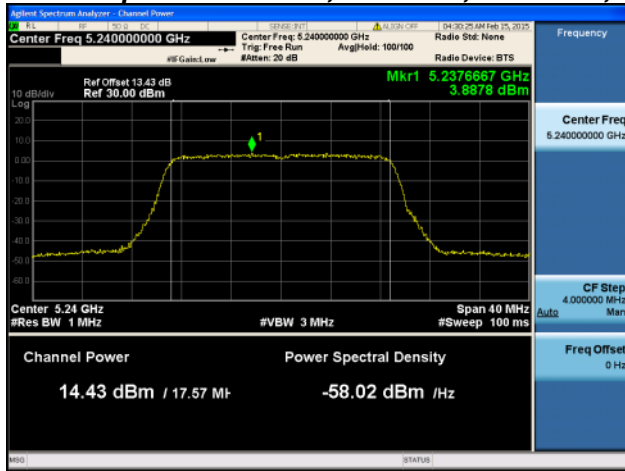 Agilent Spectrum Analyzer - Channel Power
RL RF 50 Ω DC SENSE:INT ALIGN OFF 04:30:25 AM Feb 15, 2015
Center Freq 5.240000000 GHz Center Freq: 5.240000000 GHz Radio Std: None Frequency
Trig: Free Run Avg|Hold: 100/100
#IFGain:Low #Atten: 20 dB Radio Device: BTS
Ref Offset 13.43 dB Mkr1 5.2376667 GHz
10 dB/div Ref 30.00 dBm 3.8878 dBm
Log
20.0
10.0
0.00
-10.0
-20.0
-30.0
-40.0
-50.0
-60.0
1
Center Freq
5.240000000 GHz
Center 5.24 GHz Span 40 MHz
#Res BW 1 MHz #VBW 3 MHz #Sweep 100 ms
CF Step
4.000000 MHz
Auto Man
Channel Power Power Spectral Density
14.43 dBm / 17.57 MH -58.02 dBm /Hz
Freq Offset
0 Hz
MSG STATUS